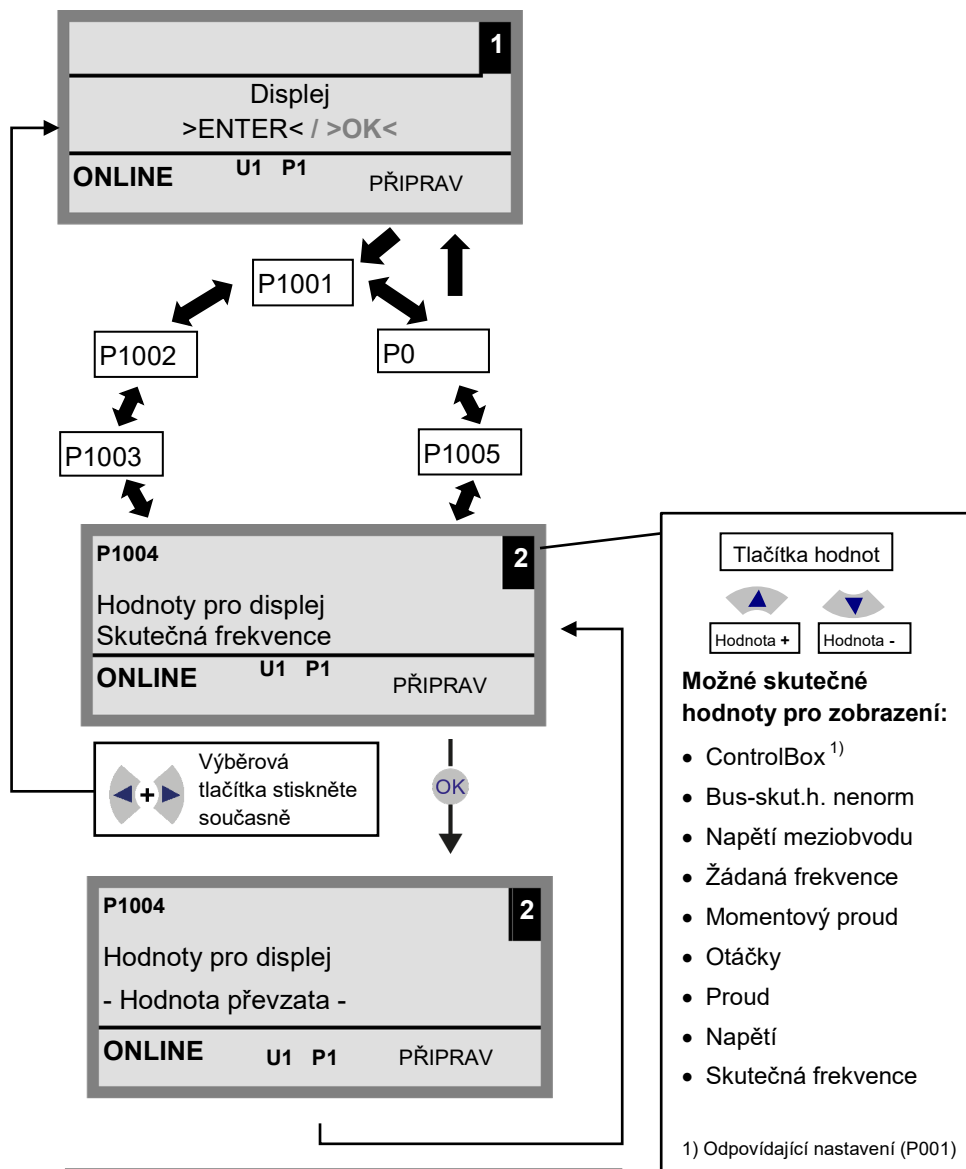 1
Displej
>ENTER< / >OK<
ONLINE U1 P1 PŘIPRAV
P1001
P1002 P0
P1003 P1005
P1004 2
Hodnoty pro displej
Skutečná frekvence
ONLINE U1 P1 PŘIPRAV
+
Výběrová
tlačítka stiskněte
současně
OK
P1004 2
Hodnoty pro displej
- Hodnota převzata -
ONLINE U1 P1 PŘIPRAV
Tlačítka hodnot
Hodnota + Hodnota -
Možné skutečné
hodnoty pro zobrazení:
• ControlBox 1)
• Bus-skut.h. nenorm
• Napětí meziobvodu
• Žádaná frekvence
• Momentový proud
• Otáčky
• Proud
• Napětí
• Skutečná frekvence
1) Odpovídající nastavení (P001)